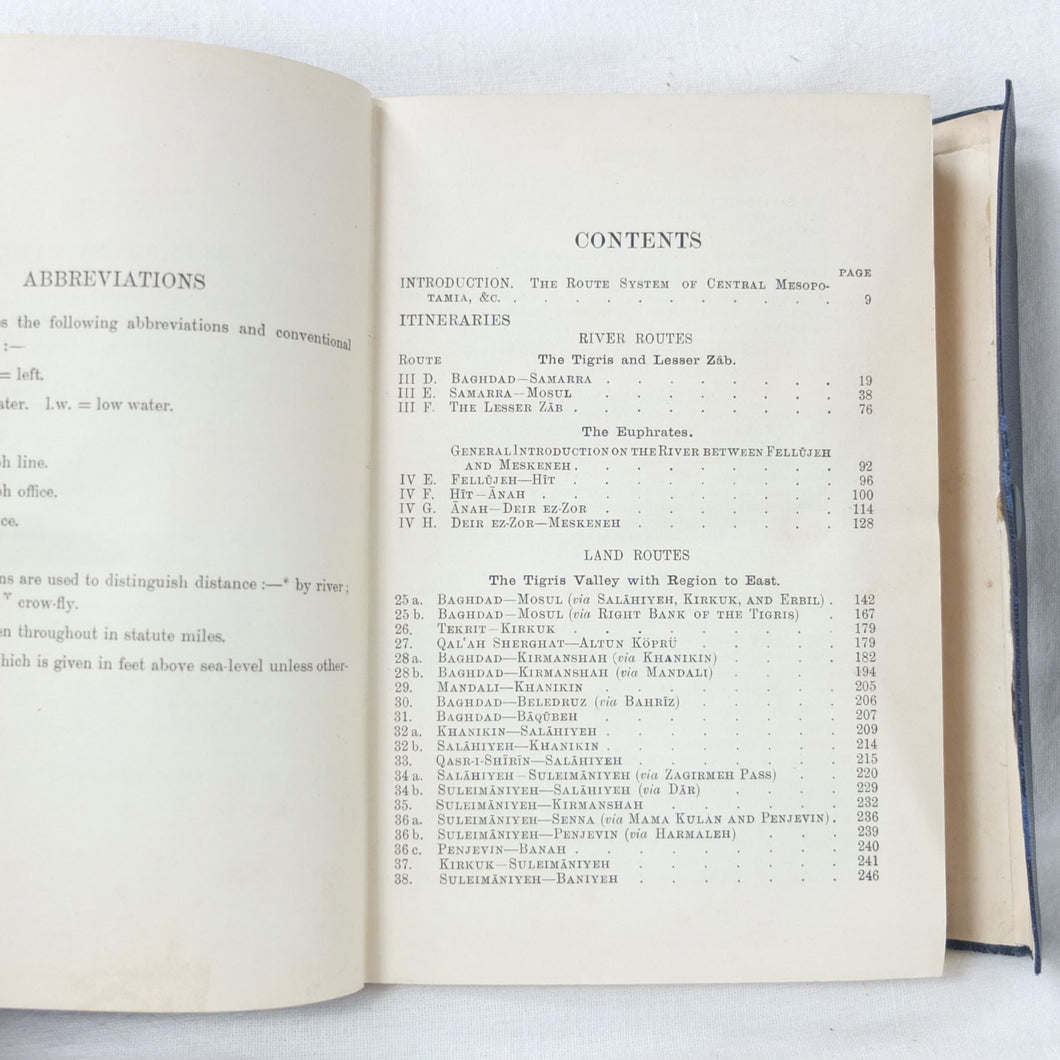 ABBREVIATIONS
the following abbreviations and conventional
:—
= left.
l.w. = low water.
line.
office.
are used to distinguish distance :—* by river;
crow-fly.
throughout in statute miles.
which is given in feet above sea-level unless other-
CONTENTS
PAGE
INTRODUCTION. The Route System of Central Mesopo-
tamia, &c. . . . . . . . . . . 9
ITINERARIES
RIVER ROUTES
Route The Tigris and Lesser Zāb.
III D. Baghdad—Samarra . . . . . . . . 19
III E. Samarra—Mosul . . . . . . . . 38
III F. The Lesser Zāb . . . . . . . . . 76
The Euphrates.
General Introduction on the River between Fellūjeh
and Meskeneh . . . . . . . . . 92
IV E. Fellūjeh—Hīt . . . . . . . . . 96
IV F. Hīt—Ānah . . . . . . . . . . 100
IV G. Ānah—Deir ez-Zor . . . . . . . 114
IV H. Deir ez-Zor—Meskeneh . . . . . . . 128
LAND ROUTES
The Tigris Valley with Region to East.
25 a. Baghdad—Mosul (via Salāhiyeh, Kirkuk, and Erbil) . 142
25 b. Baghdad—Mosul (via Right Bank of the Tigris) . 167
26. Tekrit—Kirkuk . . . . . . . . . 179
27. Qal‘ah Sherghat—Altun Köprü . . . . . 179
28 a. Baghdad—Kirmanshah (via Khanikin) . . . . 182
28 b. Baghdad—Kirmanshah (via Mandali) . . . . 194
29. Mandali—Khanikin . . . . . . . . 205
30. Baghdad—Beledruz (via Bahrīz) . . . . . 206
31. Baghdad—Bāqūbeh . . . . . . . . 207
32 a. Khanikin—Salāhiyeh . . . . . . . . 209
32 b. Salāhiyeh—Khanikin . . . . . . . . 214
33. Qasr-i-Shīrīn—Salāhiyeh . . . . . . . 215
34 a. Salāhiyeh—Suleimāniyeh (via Zagirmeh Pass) . . 220
34 b. Suleimāniyeh—Salāhiyeh (via Dār) . . . . 229
35. Suleimāniyeh—Kirmanshah . . . . . . 232
36 a. Suleimāniyeh—Senna (via Mama Kulan and Penjevin) . 236
36 b. Suleimāniyeh—Penjevin (via Harmaleh) . . . 239
36 c. Penjevin—Banah . . . . . . . . . 240
37. Kirkuk—Suleimāniyeh . . . . . . . 241
38. Suleimāniyeh—Baniyeh . . . . . . . 246